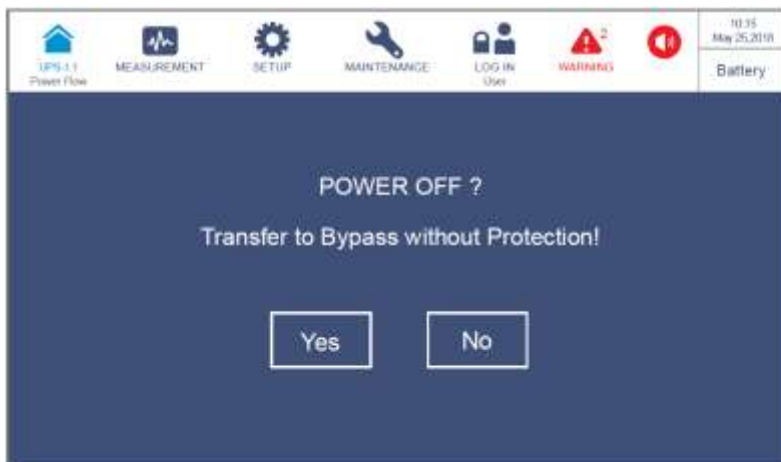 UPS-1.1
Power Flow
MEASUREMENT
SETUP
MAINTENANCE
LOG IN
User
2
WARNING
10:15
May 25,2018
Battery
POWER OFF ?
Transfer to Bypass without Protection!
Yes
No